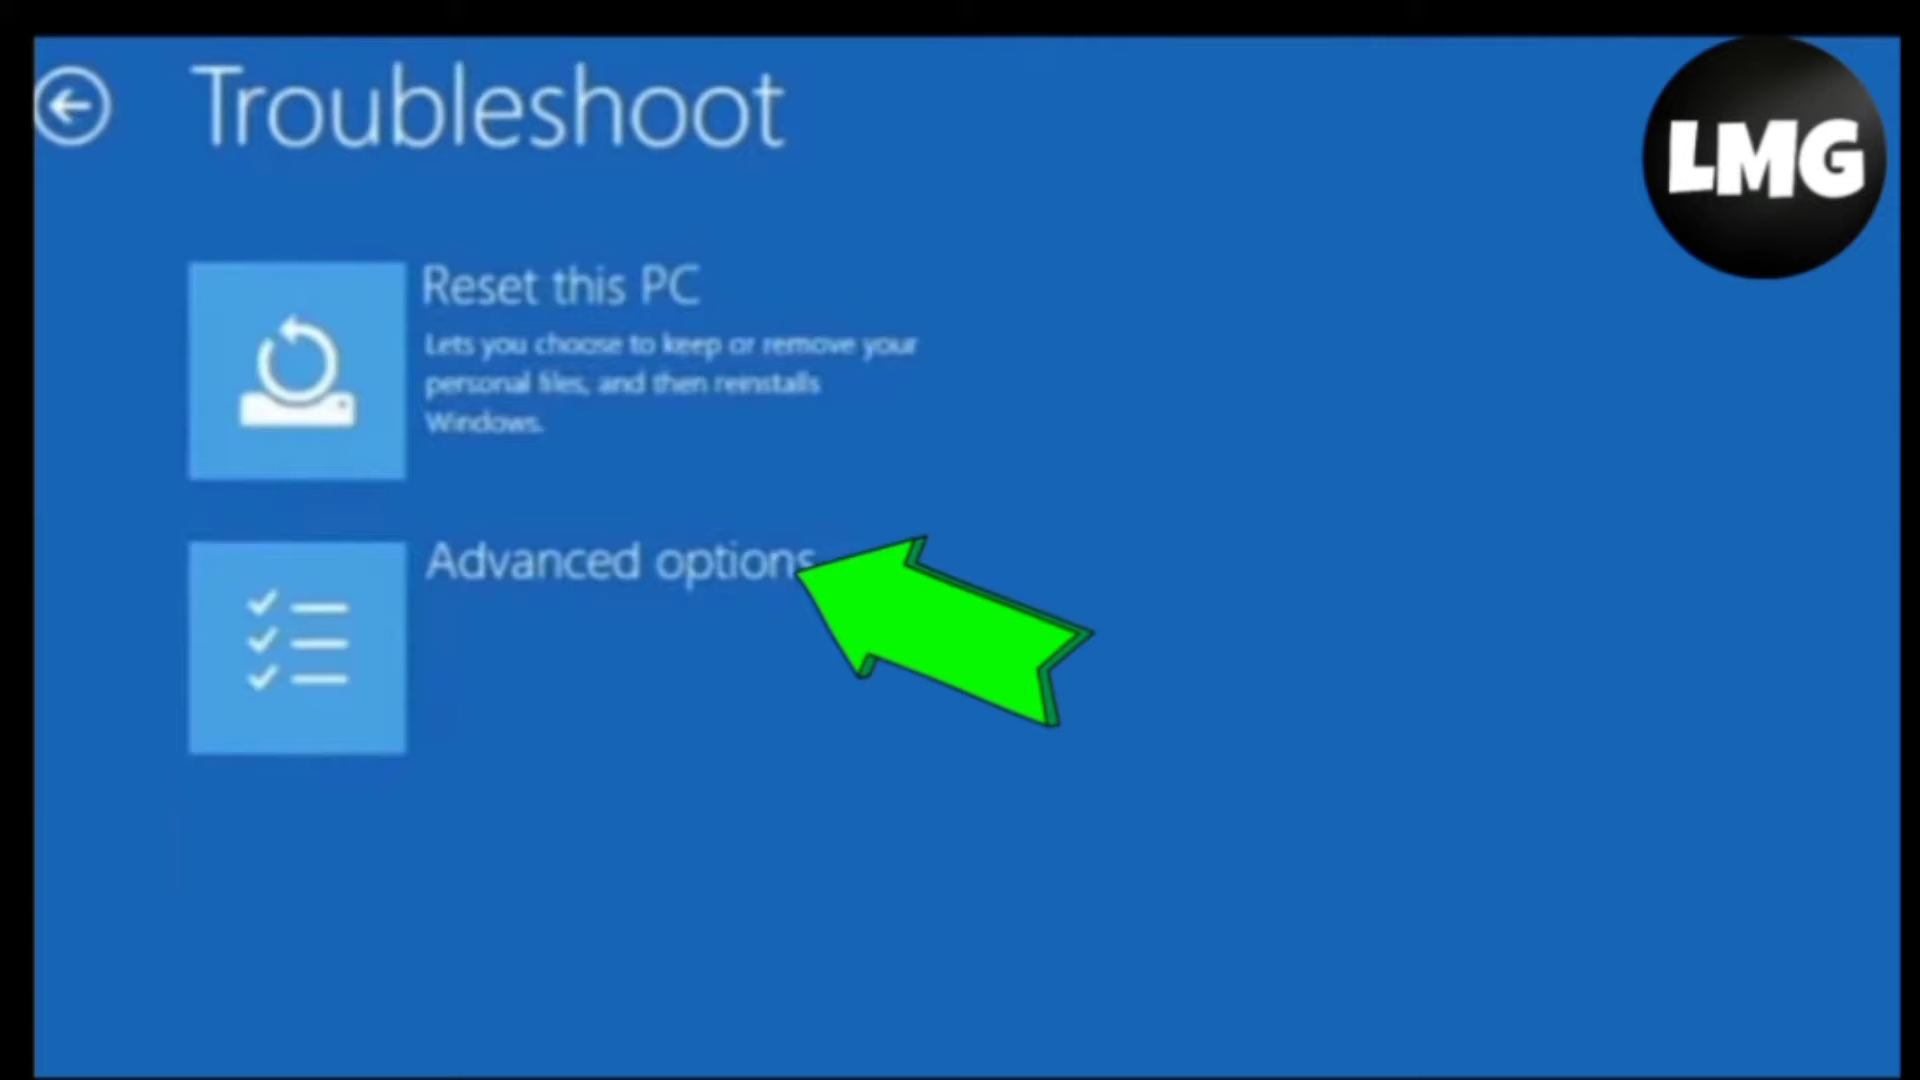 Troubleshoot
LMG
Reset this PC
Lets you choose to keep or remove your
personal files, and then reinstalls
Windows.
Advanced options